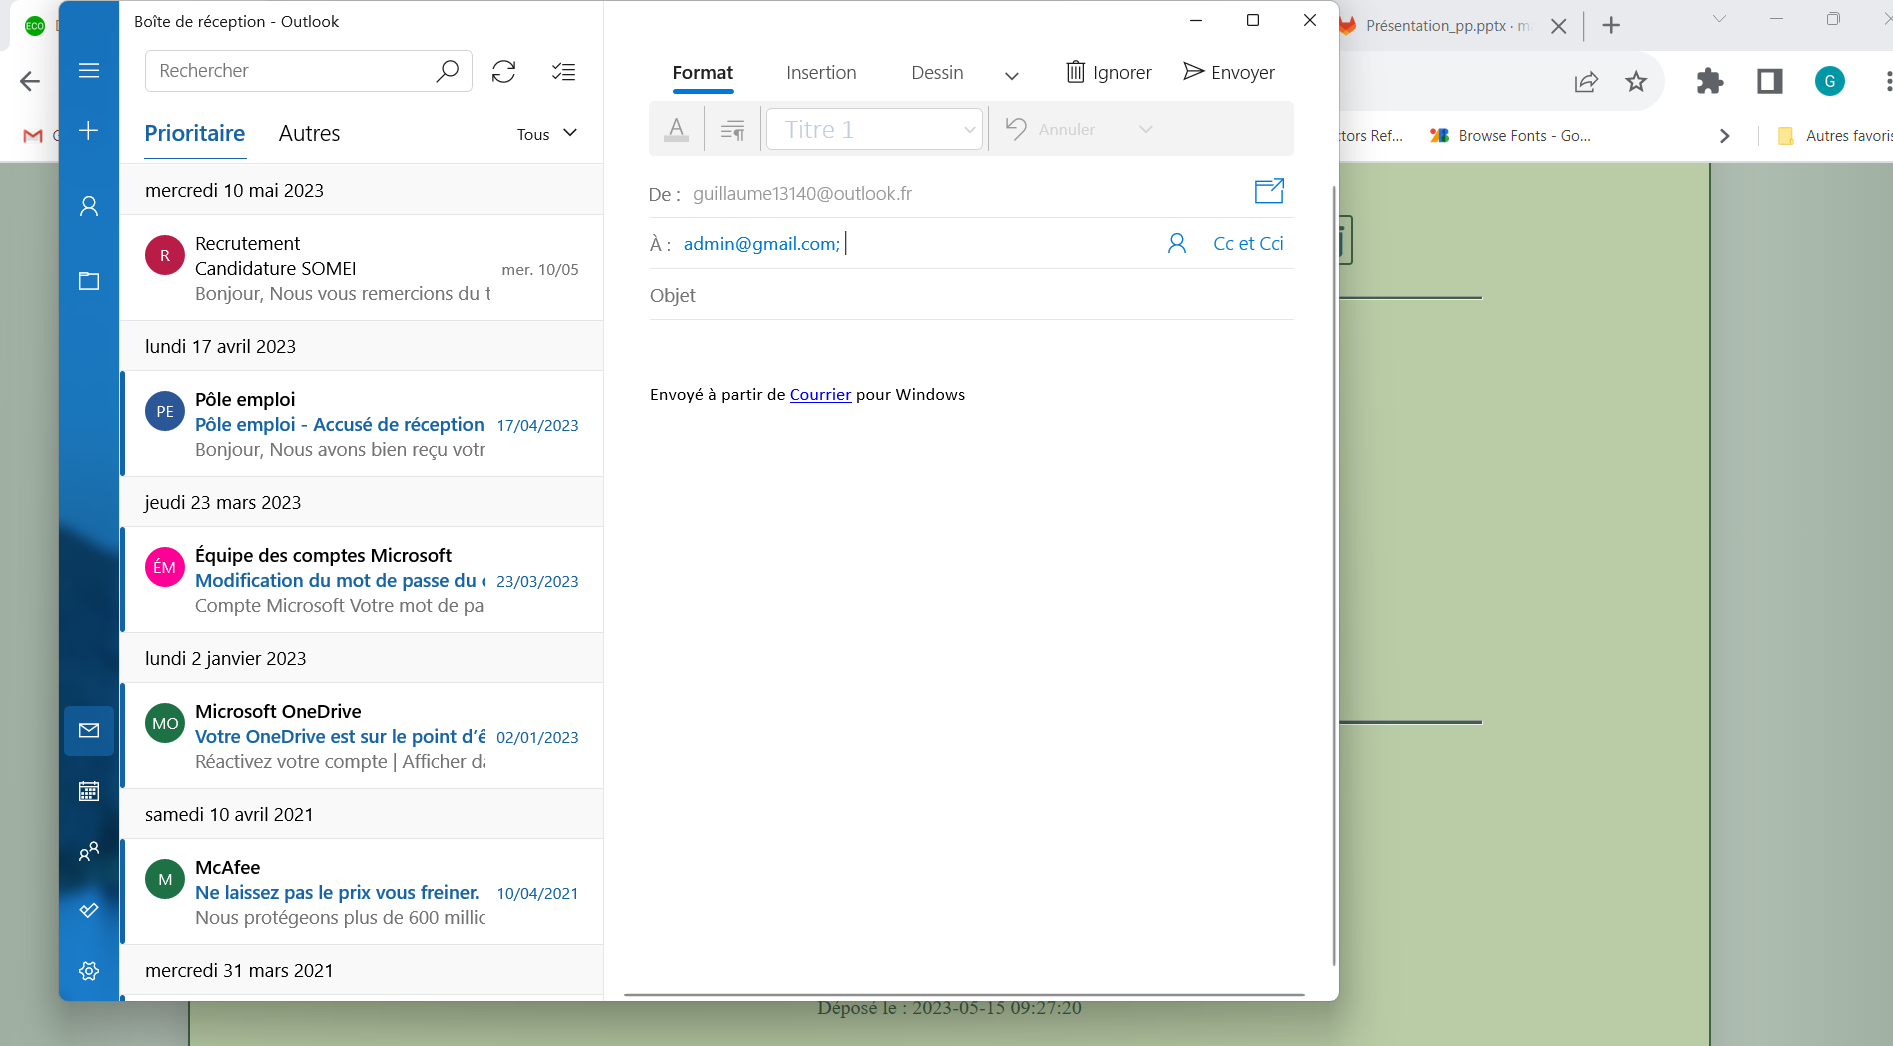 ECO
Boîte de réception - Outlook
Présentation_pp.pptx · m
Rechercher
Format
Insertion
Dessin
Ignorer
Envoyer
G
Prioritaire
Autres
Tous
Titre 1
Annuler
ctors Ref...
Browse Fonts - Go...
Autres favoris
mercredi 10 mai 2023
De :
guillaume13140@outlook.fr
R
Recrutement
Candidature SOMEI
mer. 10/05
Bonjour, Nous vous remercions du t
À :
admin@gmail.com;
Cc et Cci
Objet
lundi 17 avril 2023
PE
Pôle emploi
Pôle emploi - Accusé de réception
17/04/2023
Bonjour, Nous avons bien reçu votr
Envoyé à partir de Courrier pour Windows
jeudi 23 mars 2023
ÉM
Équipe des comptes Microsoft
Modification du mot de passe du c
23/03/2023
Compte Microsoft Votre mot de pa
lundi 2 janvier 2023
MO
Microsoft OneDrive
Votre OneDrive est sur le point d'ê
02/01/2023
Réactivez votre compte | Afficher da
samedi 10 avril 2021
M
McAfee
Ne laissez pas le prix vous freiner.
10/04/2021
Nous protégeons plus de 600 millic
mercredi 31 mars 2021
Déposé le : 2023-05-15 09:27:20